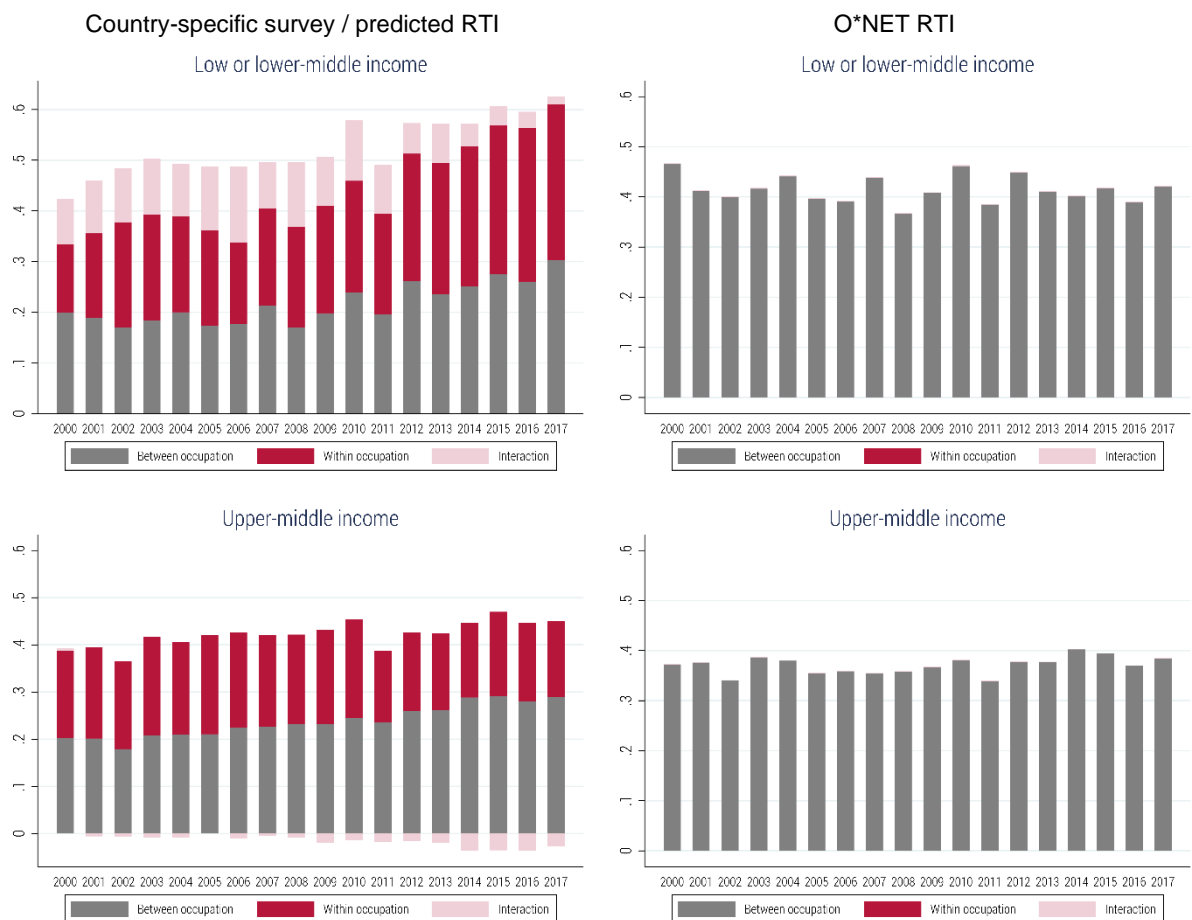 Country-specific survey / predicted RTI
O*NET RTI
Low or lower-middle income
0 .1 .2 .3 .4 .5 .6
2000 2001 2002 2003 2004 2005 2006 2007 2008 2009 2010 2011 2012 2013 2014 2015 2016 2017
Between occupation Within occupation Interaction
Low or lower-middle income
0 .1 .2 .3 .4 .5 .6
2000 2001 2002 2003 2004 2005 2006 2007 2008 2009 2010 2011 2012 2013 2014 2015 2016 2017
Between occupation Within occupation Interaction
Upper-middle income
0 .1 .2 .3 .4 .5 .6
2000 2001 2002 2003 2004 2005 2006 2007 2008 2009 2010 2011 2012 2013 2014 2015 2016 2017
Between occupation Within occupation Interaction
Upper-middle income
0 .1 .2 .3 .4 .5 .6
2000 2001 2002 2003 2004 2005 2006 2007 2008 2009 2010 2011 2012 2013 2014 2015 2016 2017
Between occupation Within occupation Interaction